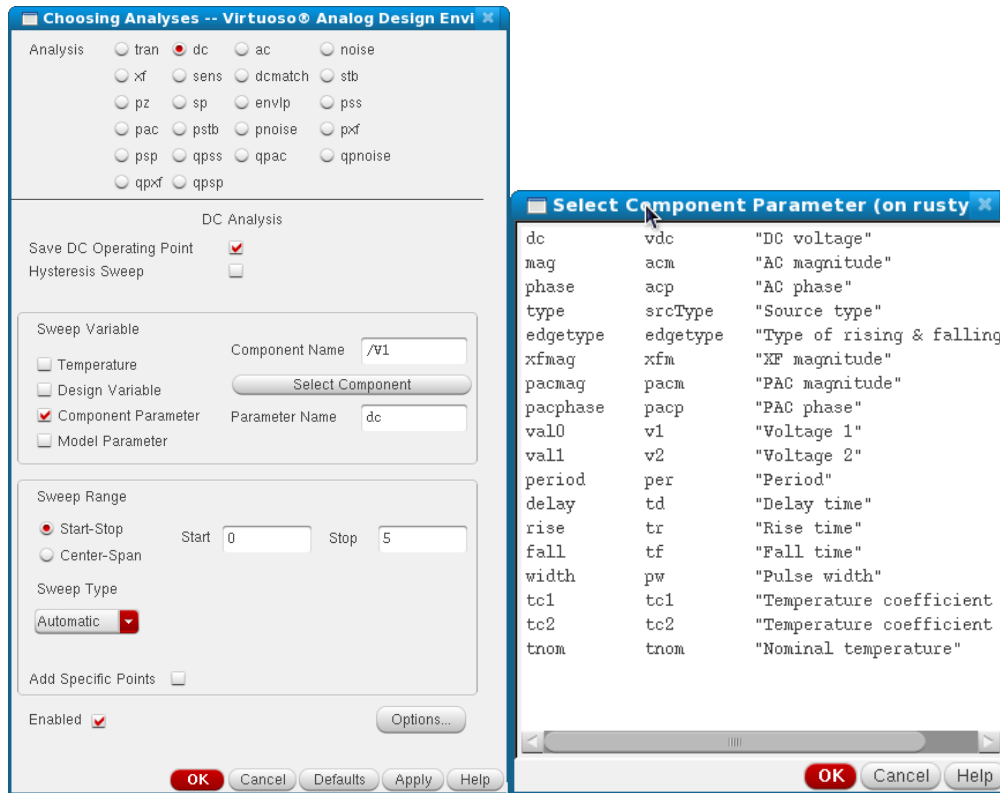 Choosing Analyses -- Virtuoso® Analog Design Envi
Analysis tran dc ac noise
xf sens dcmatch stb
pz sp envlp pss
pac pstb pnoise pxf
psp qpss qpac qpnoise
qpxf qpsp
DC Analysis
Save DC Operating Point
Hysteresis Sweep
Sweep Variable
Temperature
Design Variable
Component Parameter
Model Parameter
Component Name /V1
Select Component
Parameter Name dc
Sweep Range
Start-Stop
Center-Span
Start 0 Stop 5
Sweep Type
Automatic
Add Specific Points
Enabled Options...
OK Cancel Defaults Apply Help
Select Component Parameter (on rusty
dc vdc "DC voltage"
mag acm "AC magnitude"
phase acp "AC phase"
type srcType "Source type"
edgetype edgetype "Type of rising & falling
xfmag xfm "XF magnitude"
pacmag pacm "PAC magnitude"
pacphase pacp "PAC phase"
val0 v1 "Voltage 1"
val1 v2 "Voltage 2"
period per "Period"
delay td "Delay time"
rise tr "Rise time"
fall tf "Fall time"
width pw "Pulse width"
tc1 tc1 "Temperature coefficient
tc2 tc2 "Temperature coefficient
tnom tnom "Nominal temperature"
OK Cancel Help